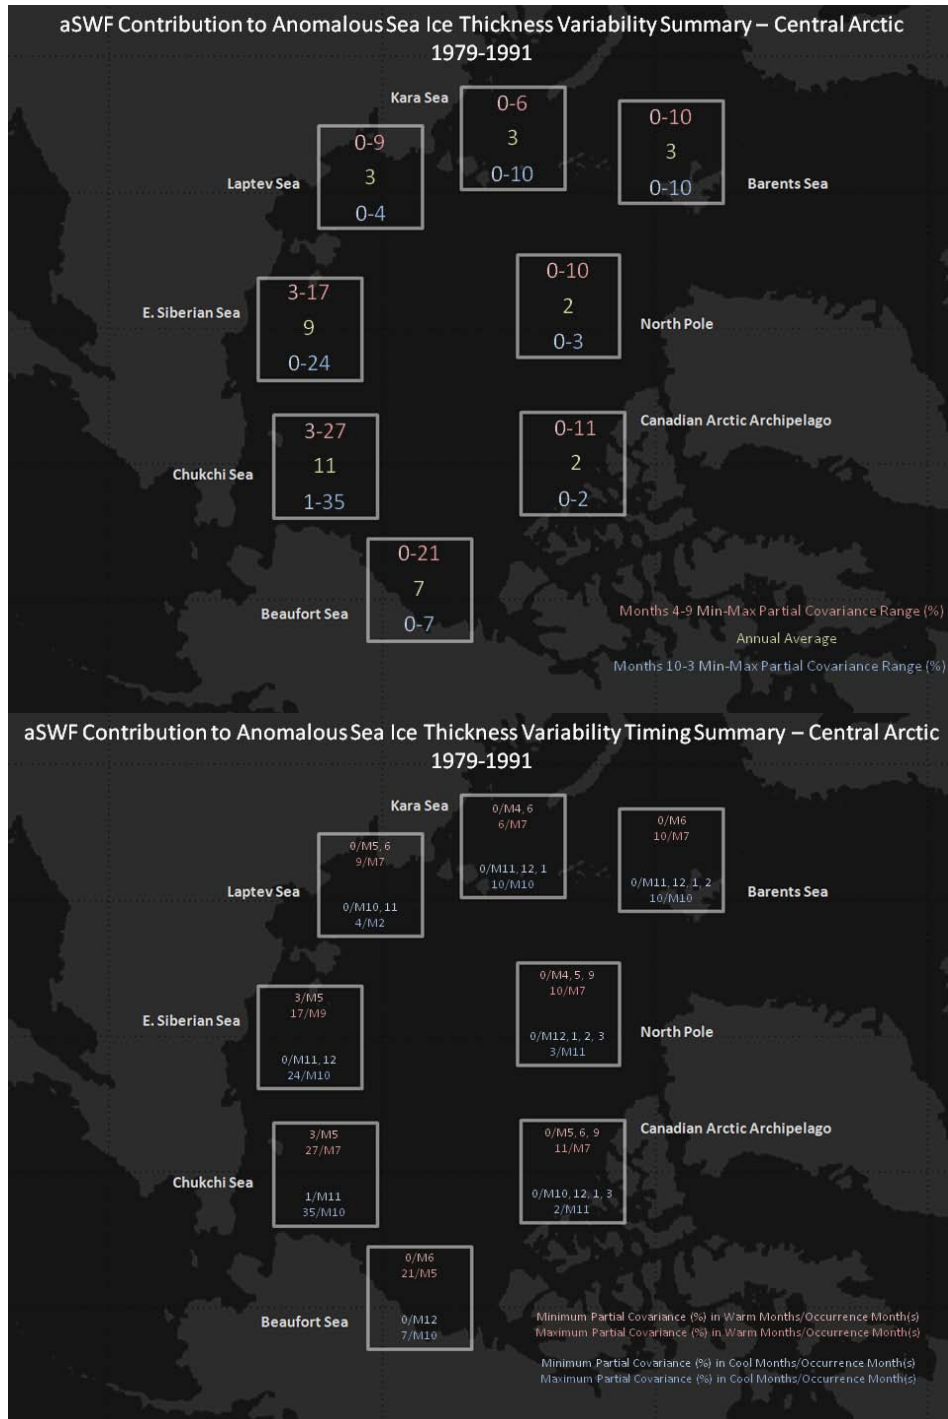 aSWF Contribution to Anomalous Sea Ice Thickness Variability Summary – Central Arctic
1979-1991
Kara Sea
0-6
3
0-10
0-10
3
0-10
Barents Sea
Laptev Sea
0-9
3
0-4
E. Siberian Sea
3-17
9
0-24
0-10
2
0-3
North Pole
Chukchi Sea
3-27
11
1-35
0-11
2
0-2
Canadian Arctic Archipelago
Beaufort Sea
0-21
7
0-7
Months 4-9 Min-Max Partial Covariance Range (%)
Annual Average
Months 10-3 Min-Max Partial Covariance Range (%)
aSWF Contribution to Anomalous Sea Ice Thickness Variability Timing Summary – Central Arctic
1979-1991
Kara Sea
0/M4, 6
6/M7
0/M11, 12, 1
10/M10
0/M6
10/M7
0/M11, 12, 1, 2
10/M10
Barents Sea
Laptev Sea
0/M5, 6
9/M7
0/M10, 11
4/M2
E. Siberian Sea
3/M5
17/M9
0/M11, 12
24/M10
0/M4, 5, 9
10/M7
0/M12, 1, 2, 3
3/M11
North Pole
Chukchi Sea
3/M5
27/M7
1/M11
35/M10
0/M5, 6, 9
11/M7
0/M10, 12, 1, 3
2/M11
Canadian Arctic Archipelago
Beaufort Sea
0/M6
21/M5
0/M12
7/M10
Minimum Partial Covariance (%) in Warm Months/Occurrence Month(s)
Maximum Partial Covariance (%) in Warm Months/Occurrence Month(s)
Minimum Partial Covariance (%) in Cool Months/Occurrence Month(s)
Maximum Partial Covariance (%) in Cool Months/Occurrence Month(s)